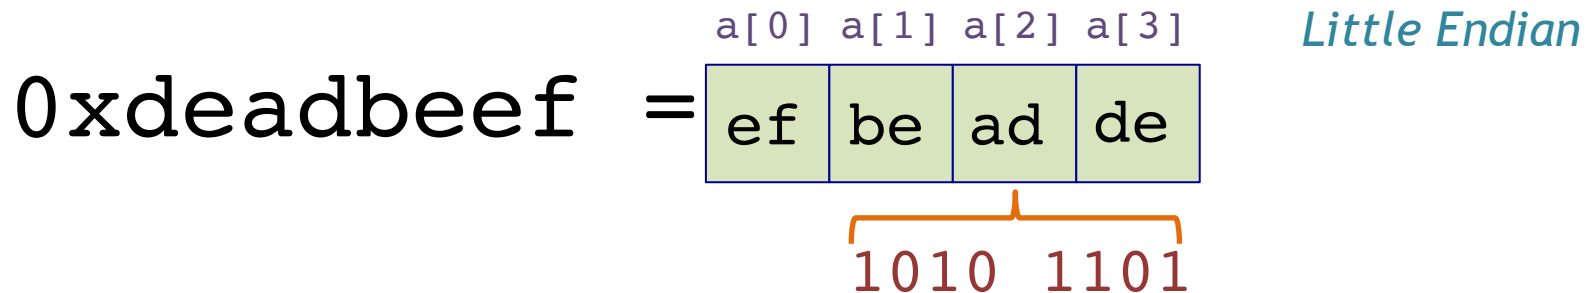 a[0] a[1] a[2] a[3] Little Endian
0xdeadbeef = ef be ad de
1010 1101